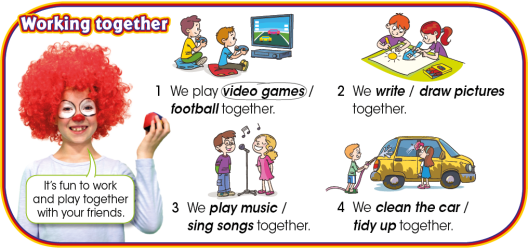 Working together
1 We play video games /
football together.
2 We write / draw pictures
together.
It's fun to work
and play together
with your friends.
3 We play music /
sing songs together.
4 We clean the car /
tidy up together.